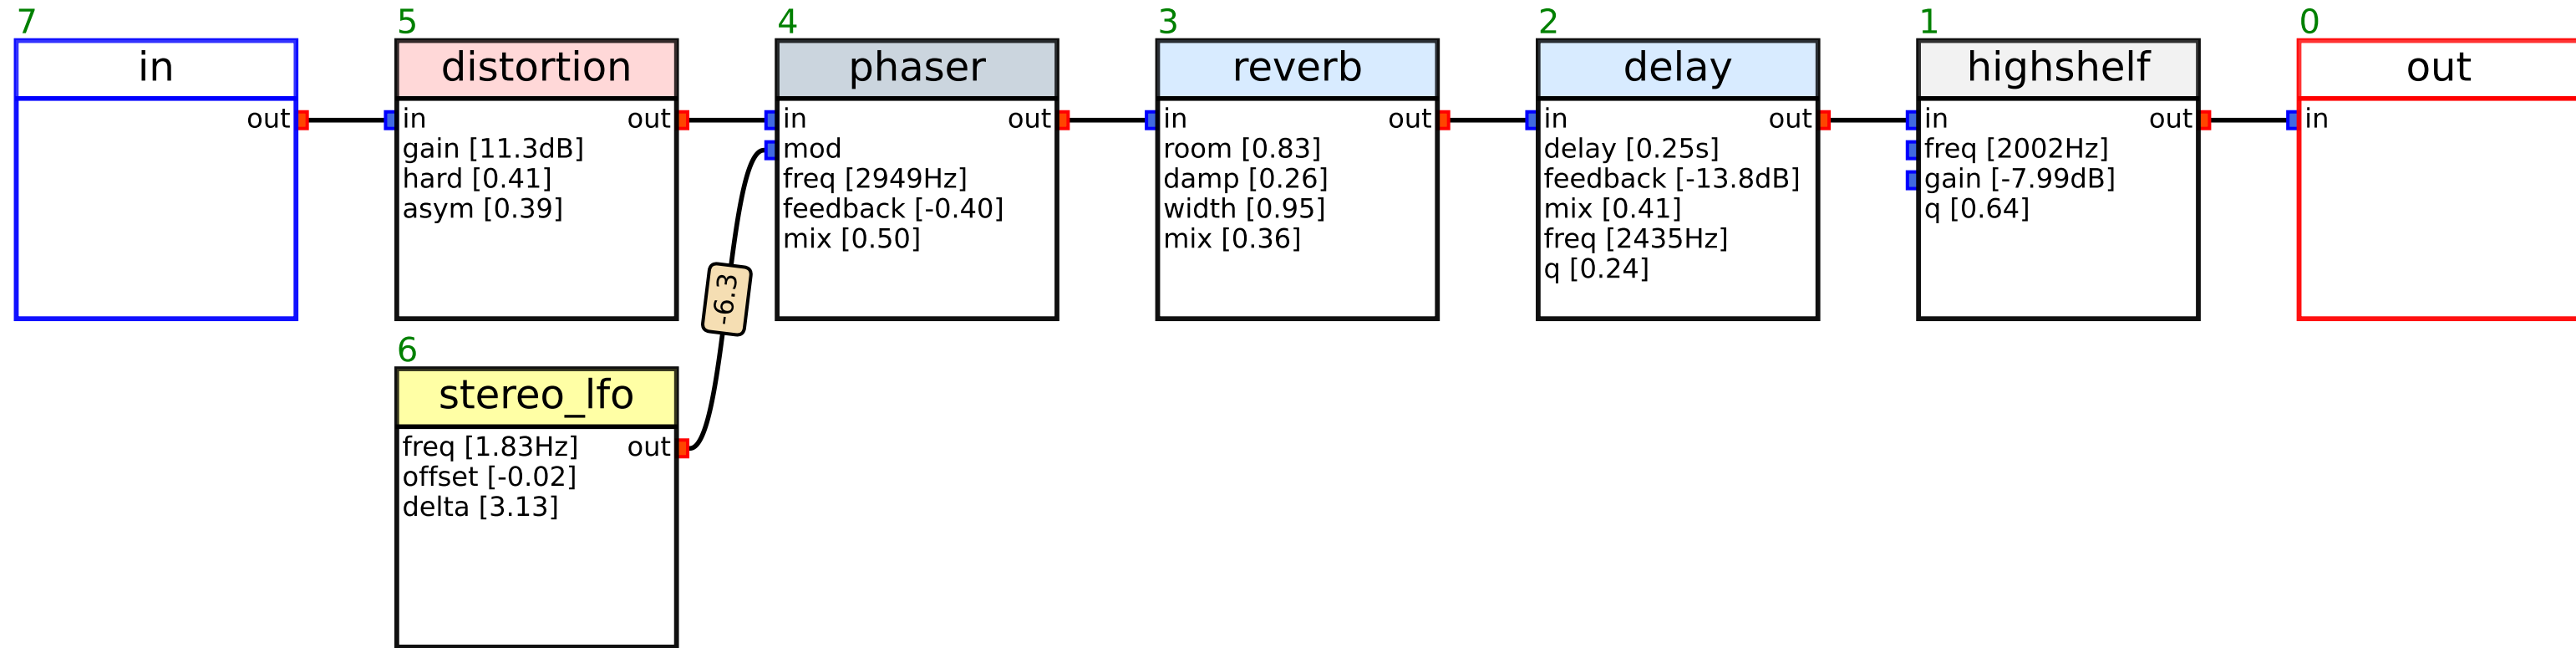 7
in
out
5
distortion
in out
gain [11.3dB]
hard [0.41]
asym [0.39]
6
stereo_lfo
freq [1.83Hz] out
offset [-0.02]
delta [3.13]
-6.3
4
phaser
in out
mod
freq [2949Hz]
feedback [-0.40]
mix [0.50]
3
reverb
in out
room [0.83]
damp [0.26]
width [0.95]
mix [0.36]
2
delay
in out
delay [0.25s]
feedback [-13.8dB]
mix [0.41]
freq [2435Hz]
q [0.24]
1
highshelf
in out
freq [2002Hz]
gain [-7.99dB]
q [0.64]
0
out
in